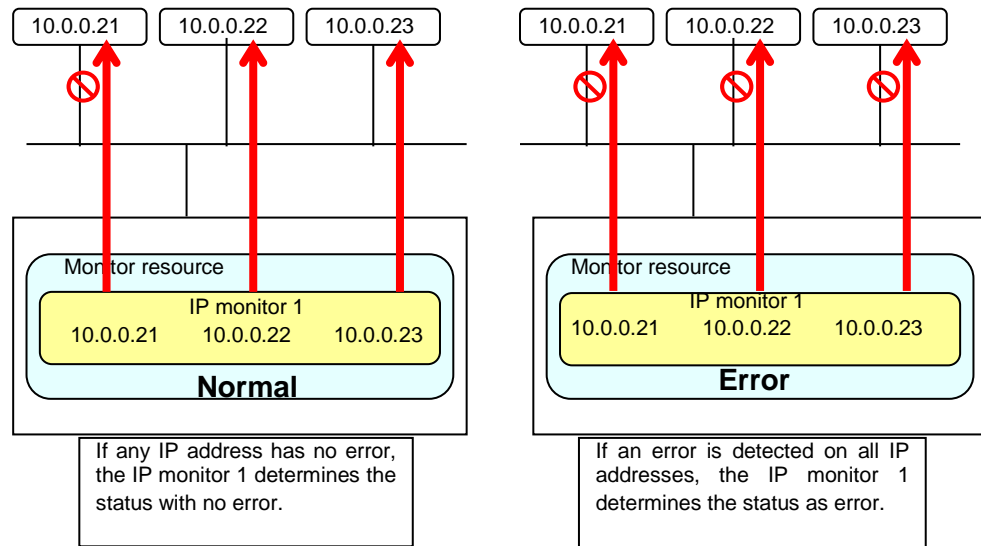 10.0.0.21 10.0.0.22 10.0.0.23
Monitor resource
IP monitor 1
10.0.0.21 10.0.0.22 10.0.0.23
Normal
If any IP address has no error,
the IP monitor 1 determines the
status with no error.
10.0.0.21 10.0.0.22 10.0.0.23
Monitor resource
IP monitor 1
10.0.0.21 10.0.0.22 10.0.0.23
Error
If an error is detected on all IP
addresses, the IP monitor 1
determines the status as error.